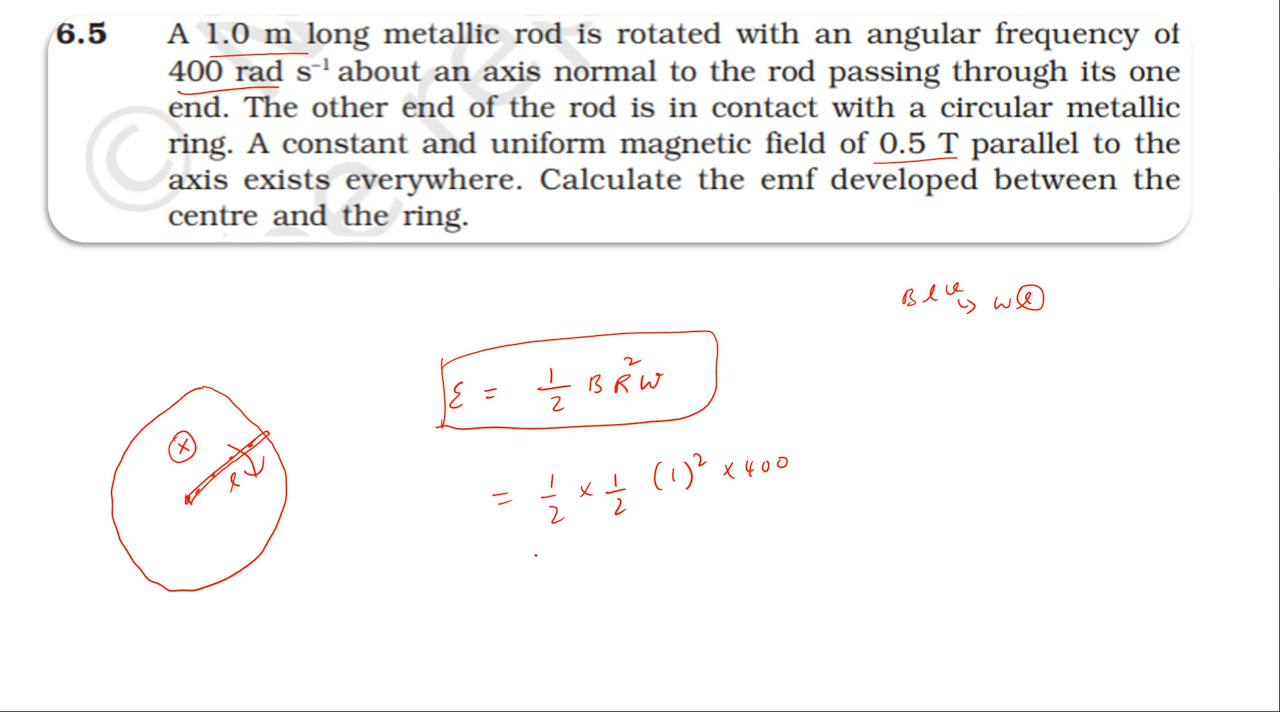 6.5 A 1.0 m long metallic rod is rotated with an angular frequency of
400 rad s⁻¹ about an axis normal to the rod passing through its one
end. The other end of the rod is in contact with a circular metallic
ring. A constant and uniform magnetic field of 0.5 T parallel to the
axis exists everywhere. Calculate the emf developed between the
centre and the ring.
B l v → w l
ε = 1/2 B R² W
x
l
= 1/2 × 1/2 (1)² × 400